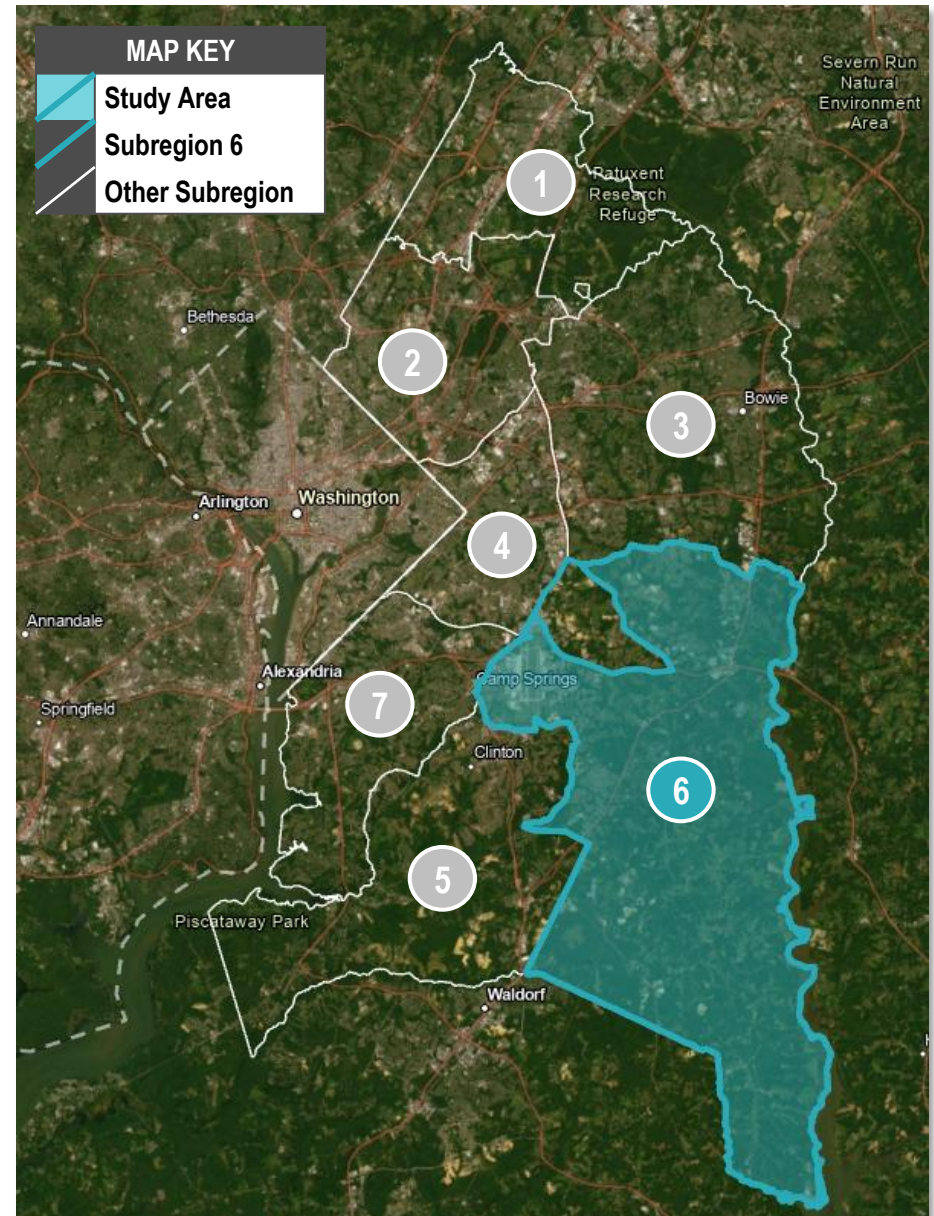 MAP KEY
Study Area
Subregion 6
Other Subregion
Severn Run
Natural
Environment
Area
1
Patuxent
Research
Refuge
Bethesda
2
3
Bowie
Arlington
Washington
4
Annandale
Alexandria
Camp Springs
7
Springfield
Clinton
6
5
Piscataway Park
Waldorf